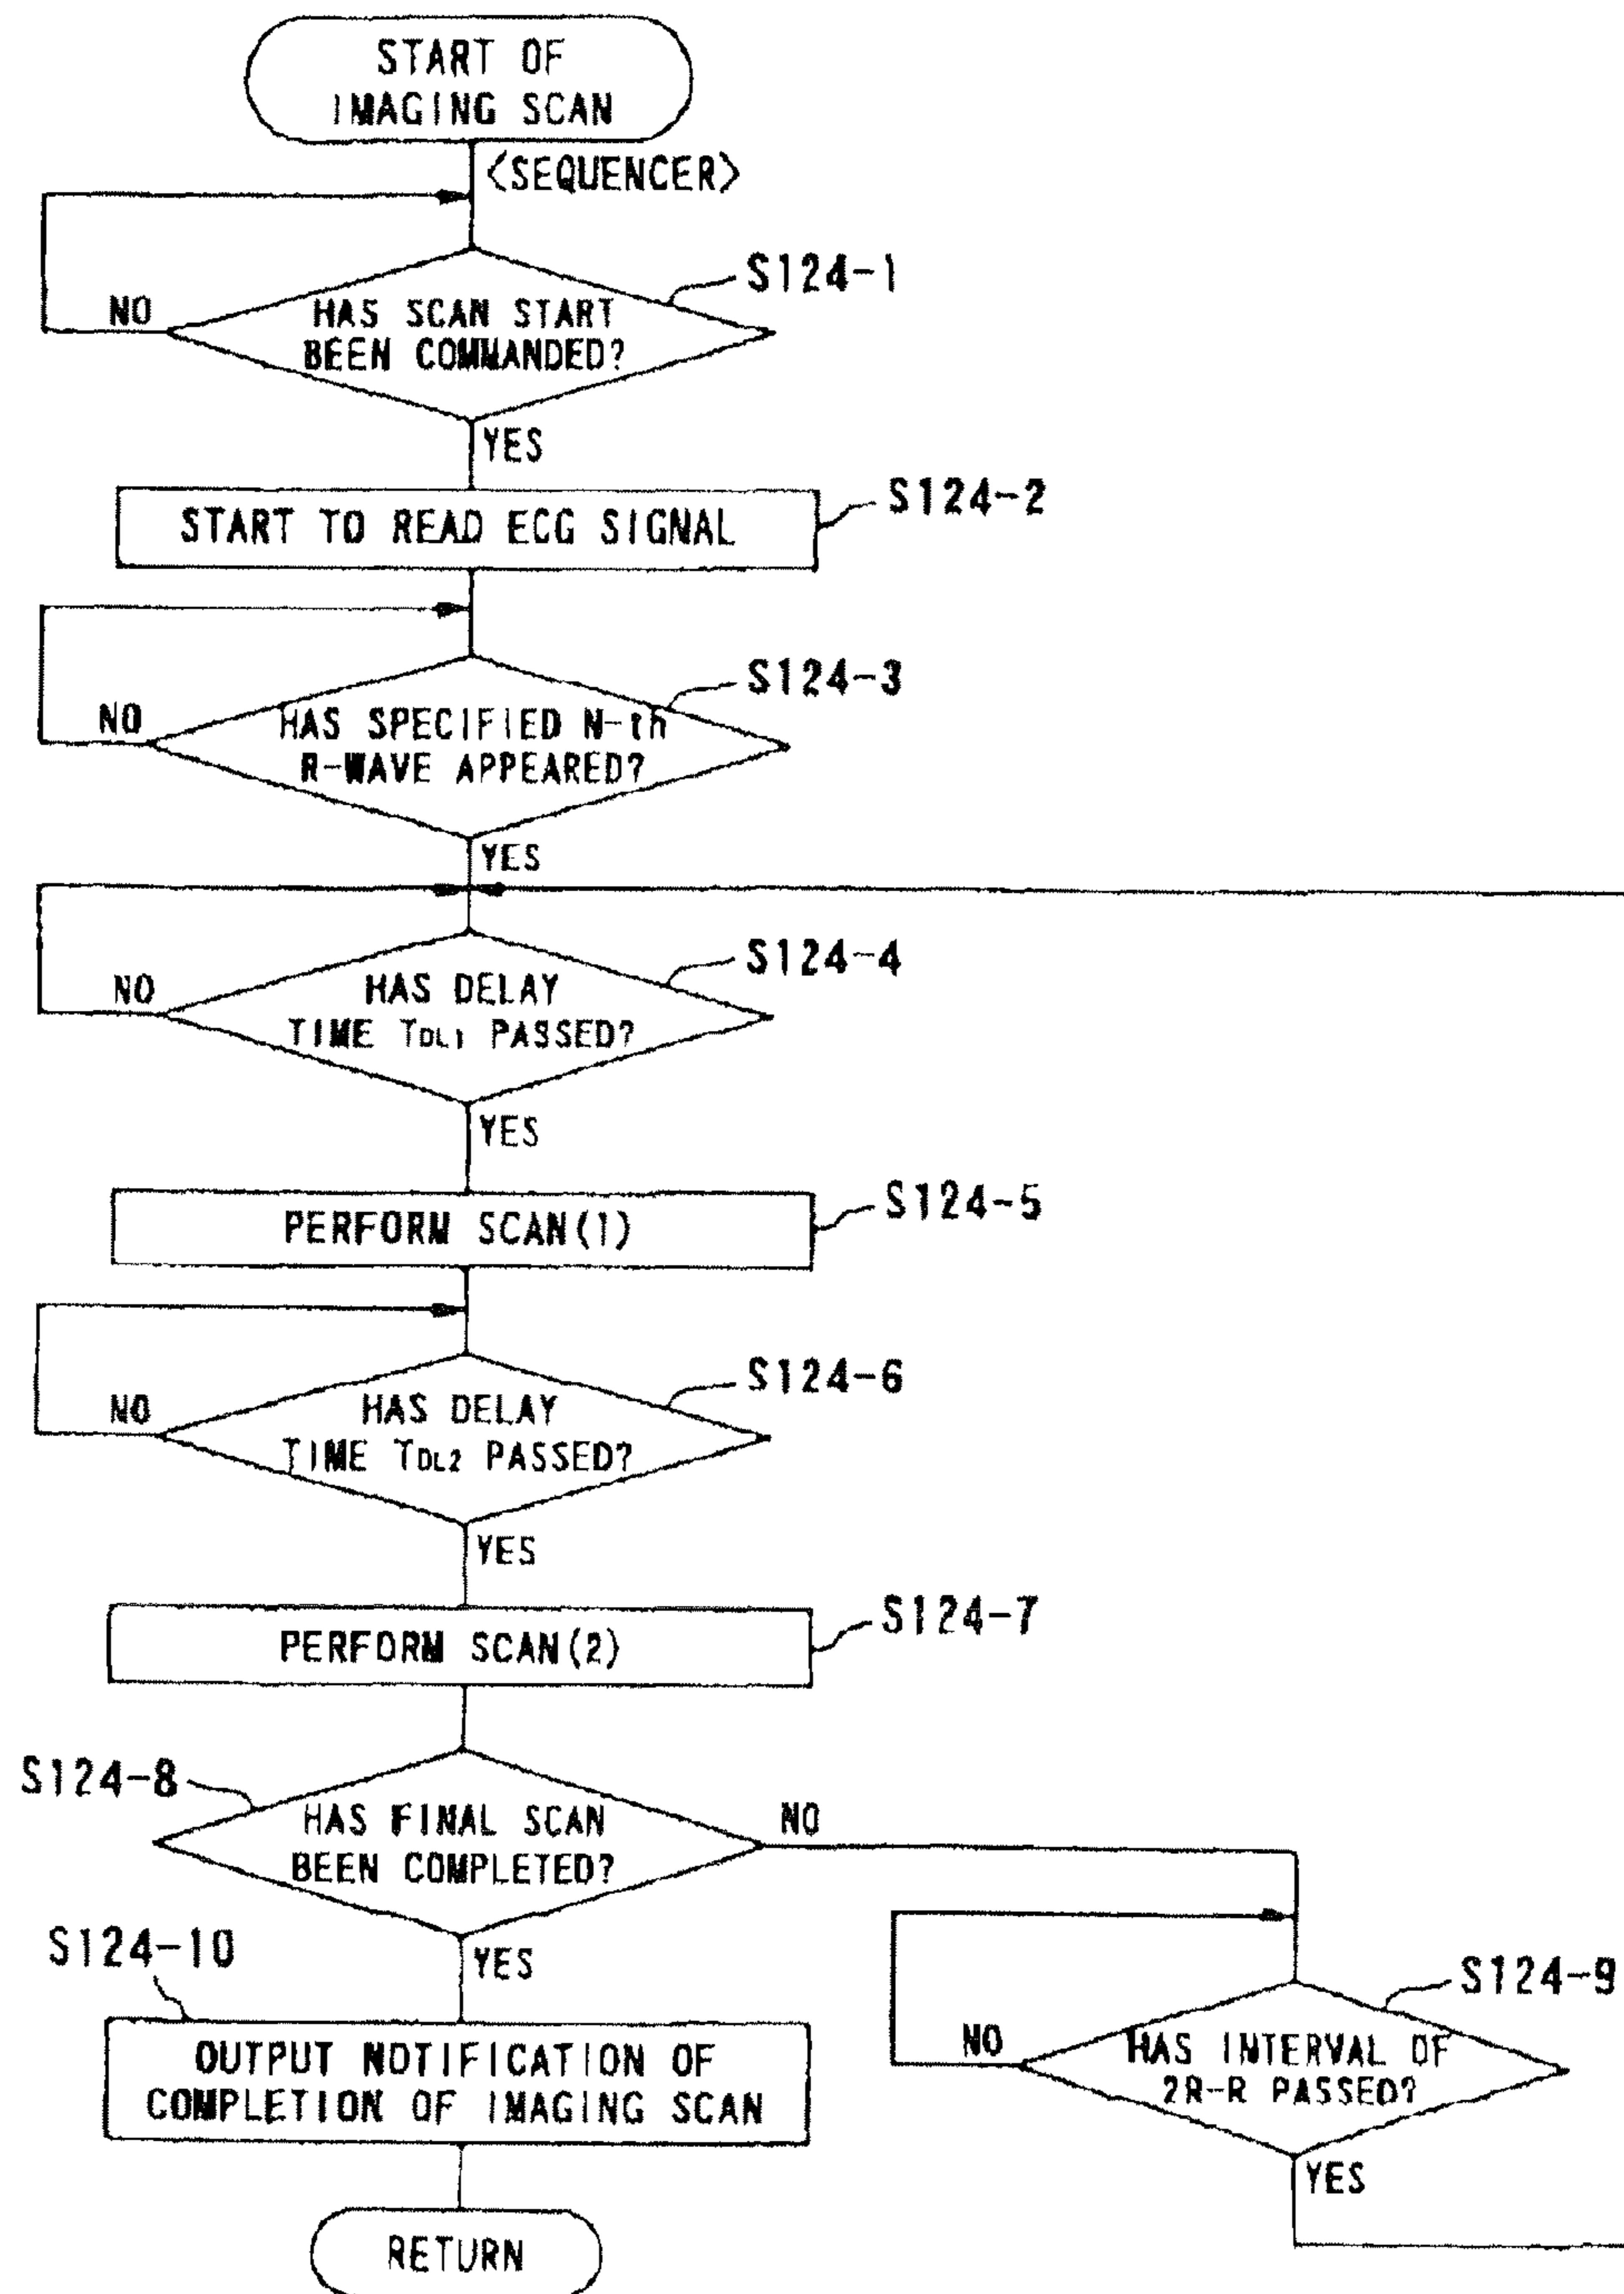 START OF
IMAGING SCAN
<SEQUENCER>
S124-1
NO
HAS SCAN START
BEEN COMMANDED?
YES
S124-2
START TO READ ECG SIGNAL
S124-3
NO
HAS SPECIFIED N-th
R-WAVE APPEARED?
YES
S124-4
NO
HAS DELAY
TIME TDL1 PASSED?
YES
S124-5
PERFORM SCAN(1)
S124-6
NO
HAS DELAY
TIME TDL2 PASSED?
YES
S124-7
PERFORM SCAN(2)
S124-8
HAS FINAL SCAN
BEEN COMPLETED?
NO
YES
S124-9
NO
HAS INTERVAL OF
2R-R PASSED?
YES
S124-10
OUTPUT NOTIFICATION OF
COMPLETION OF IMAGING SCAN
RETURN